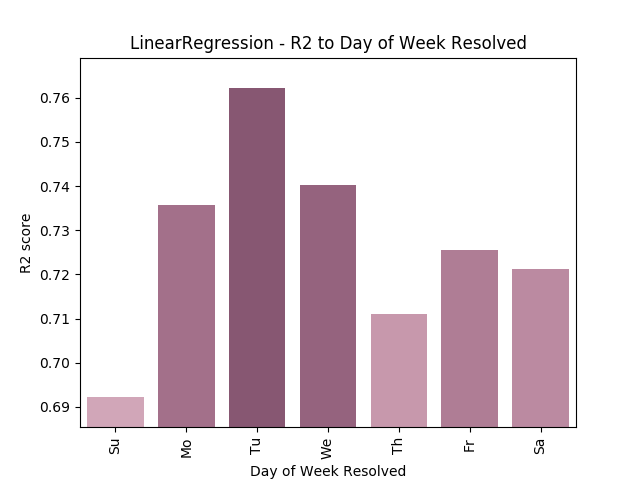 LinearRegression - R2 to Day of Week Resolved
R2 score
0.76
0.75
0.74
0.73
0.72
0.71
0.70
0.69
Su Mo Tu We Th Fr Sa
Day of Week Resolved